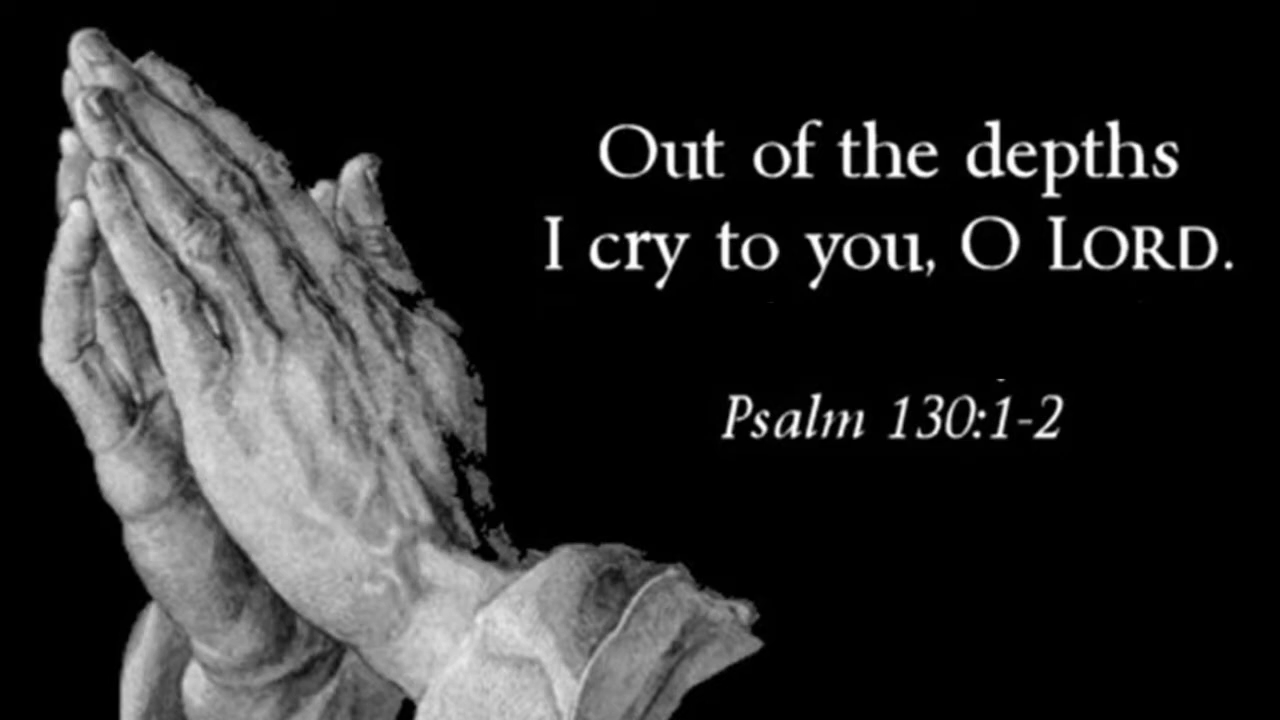 Out of the depths
I cry to you, O LORD.
Psalm 130:1-2